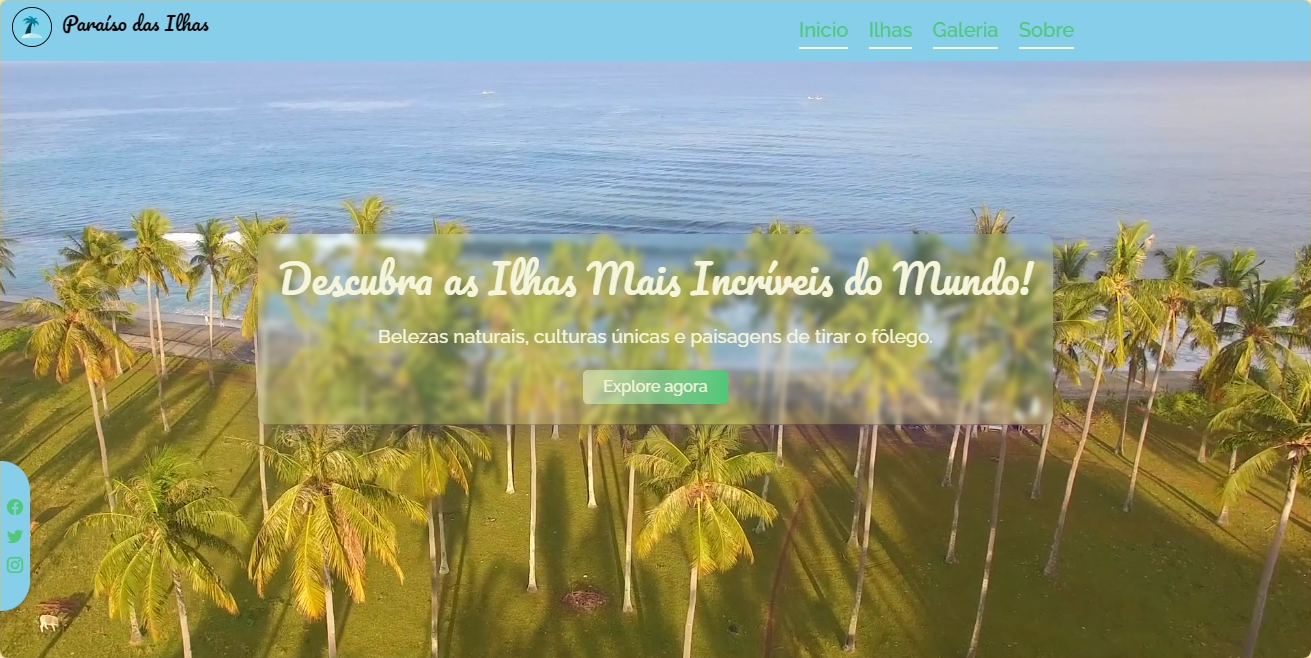 Paraíso das Ilhas
Inicio Ilhas Galeria Sobre
Descubra as Ilhas Mais Incríveis do Mundo!
Belezas naturais, culturas únicas e paisagens de tirar o fôlego.
Explore agora